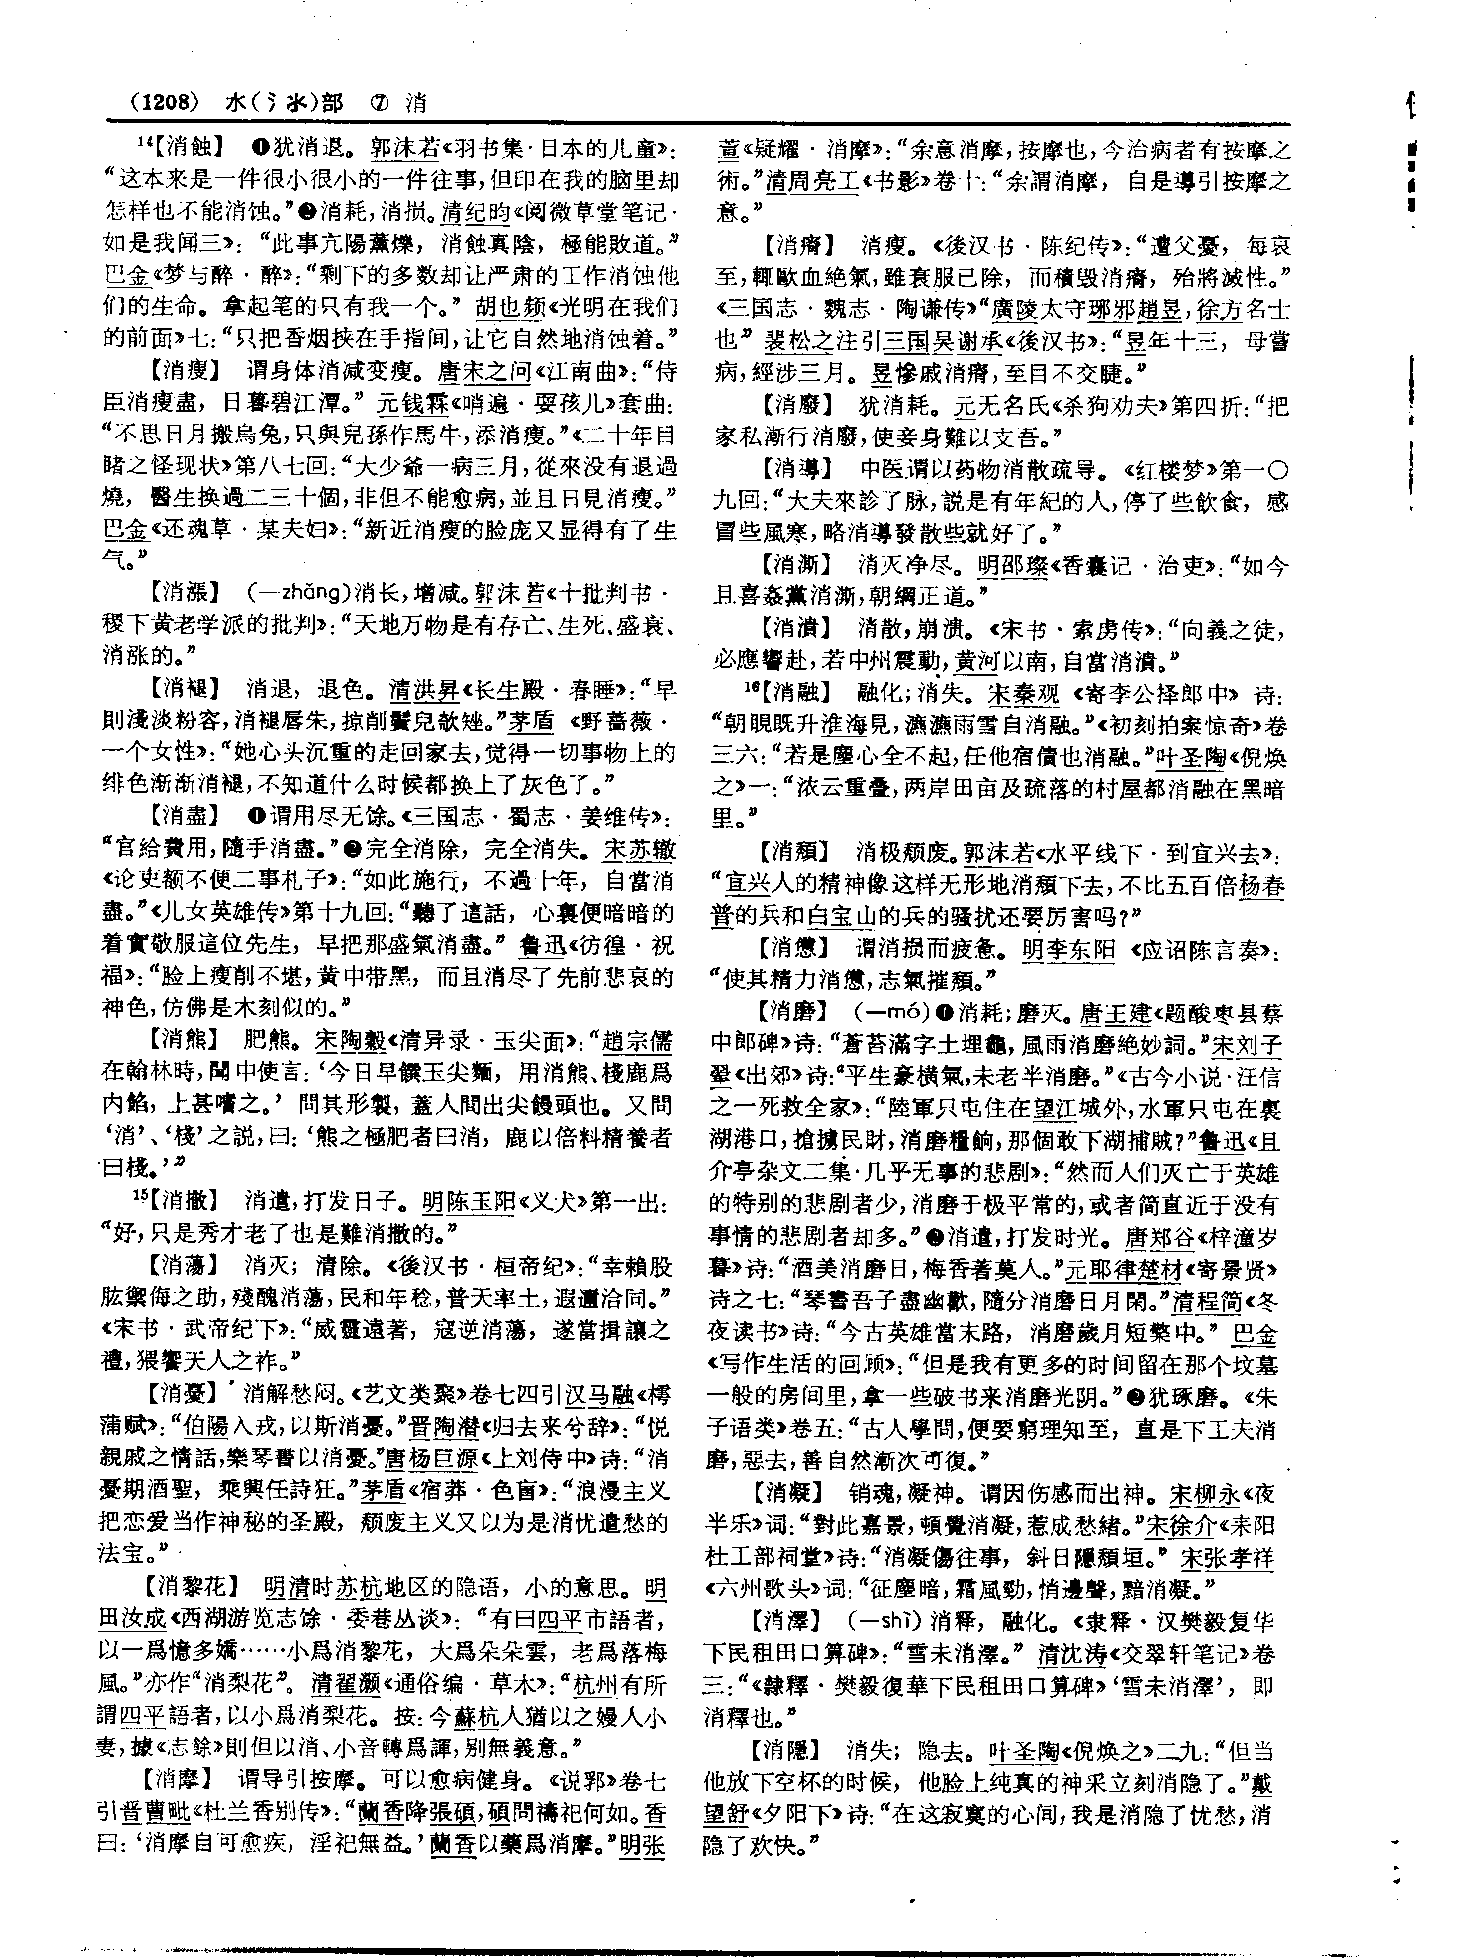 (1208) 水(氵氺)部 ⑦ 消
¹⁴【消蝕】 ❶犹消退。郭沫若《羽书集·日本的儿童》：
“这本来是一件很小很小的一件往事，但印在我的脑里却
怎样也不能消蚀。”❷消耗，消损。清纪昀《阅微草堂笔记·
如是我闻三》：“此事亢陽薰爍，消蝕真陰，極能敗道。”
巴金《梦与醉·醉》：“剩下的多数却让严肃的工作消蚀他
们的生命。拿起笔的只有我一个。”胡也频《光明在我们
的前面》七：“只把香烟挟在手指间，让它自然地消蚀着。”
【消瘦】 谓身体消减变瘦。唐宋之问《江南曲》：“侍
臣消瘦盡，日暮碧江潭。”元钱霖《哨遍·耍孩儿》套曲：
“不思日月搬烏兔，只與兒孫作馬牛，添消瘦。”《二十年目
睹之怪现状》第八七回：“大少爺一病三月，從來没有退過
燒，醫生换過二三十個，非但不能愈病，並且日見消瘦。”
巴金《还魂草·某夫妇》：“新近消瘦的脸庞又显得有了生
气。”
【消漲】 (—zhǎng)消长，增减。郭沫若《十批判书·
稷下黄老学派的批判》：“天地万物是有存亡、生死、盛衰、
消涨的。”
【消褪】 消退，退色。清洪昇《长生殿·春睡》：“早
則淺淡粉容，消褪唇朱，掠削鬢兒欹矬。”茅盾《野蔷薇·
一个女性》：“她心头沉重的走回家去，觉得一切事物上的
绯色渐渐消褪，不知道什么时候都换上了灰色了。”
【消盡】 ❶谓用尽无馀。《三国志·蜀志·姜维传》：
“官給費用，隨手消盡。”❷完全消除，完全消失。宋苏辙
《论吏额不便二事札子》：“如此施行，不過十年，自當消
盡。”《儿女英雄传》第十九回：“聽了這話，心裏便暗暗的
着實敬服這位先生，早把那盛氣消盡。”鲁迅《彷徨·祝
福》：“脸上瘦削不堪，黄中带黑，而且消尽了先前悲哀的
神色，仿佛是木刻似的。”
【消熊】 肥熊。宋陶穀《清异录·玉尖面》：“趙宗儒
在翰林時，聞中使言：‘今日早饌玉尖麵，用消熊、棧鹿爲
内餡，上甚嗜之。’問其形製，蓋人間出尖饅頭也。又問
‘消’、‘棧’之説，曰：‘熊之極肥者曰消，鹿以倍料精養者
曰棧。’”
¹⁵【消撤】 消遣，打发日子。明陈玉阳《义犬》第一出：
“好，只是秀才老了也是難消撤的。”
【消蕩】 消灭；清除。《後汉书·桓帝纪》：“幸賴股
肱禦侮之助，殘醜消蕩，民和年稔，普天率土，遐邇洽同。”
《宋书·武帝纪下》：“威靈遠著，寇逆消蕩，遂當揖讓之
禮，猥饗天人之祚。”
【消憂】 消解愁闷。《艺文类聚》卷七四引汉马融《樗
蒲赋》：“伯陽入戎，以斯消憂。”晋陶潜《归去来兮辞》：“悦
親戚之情話，樂琴書以消憂。”唐杨巨源《上刘侍中》诗：“消
憂期酒聖，乘興任詩狂。”茅盾《宿莽·色盲》：“浪漫主义
把恋爱当作神秘的圣殿，颓废主义又以为是消忧遣愁的
法宝。”
【消黎花】 明清时苏杭地区的隐语，小的意思。明
田汝成《西湖游览志馀·委巷丛谈》：“有曰四平市語者，
以一爲憶多嬌……小爲消黎花，大爲朵朵雲，老爲落梅
風。”亦作“消梨花”。清翟灏《通俗编·草木》：“杭州有所
謂四平語者，以小爲消梨花。按：今蘇杭人猶以之嫚人小
妻，據《志餘》則但以消、小音轉爲諢，别無義意。”
【消摩】 谓导引按摩。可以愈病健身。《说郛》卷七
引晋曹毗《杜兰香别传》：“蘭香降張碩，碩問禱祀何如。香
曰：‘消摩自可愈疾，淫祀無益。’蘭香以藥爲消摩。”明张
萱《疑耀·消摩》：“余意消摩，按摩也，今治病者有按摩之
術。”清周亮工《书影》卷十：“余謂消摩，自是導引按摩之
意。”
【消瘠】 消瘦。《後汉书·陈纪传》：“遭父憂，每哀
至，輒歐血絶氣，雖衰服已除，而積毁消瘠，殆將滅性。”
《三国志·魏志·陶谦传》“廣陵太守琊邪趙昱，徐方名士
也”裴松之注引三国吴谢承《後汉书》：“昱年十三，母嘗
病，經涉三月。昱慘戚消瘠，至目不交睫。”
【消廢】 犹消耗。元无名氏《杀狗劝夫》第四折：“把
家私漸行消廢，使妾身難以支吾。”
【消導】 中医谓以药物消散疏导。《红楼梦》第一〇
九回：“大夫來診了脉，説是有年紀的人，停了些飲食，感
冒些風寒，略消導發散些就好了。”
【消澌】 消灭净尽。明邵璨《香囊记·治吏》：“如今
且喜姦黨消澌，朝綱正道。”
【消潰】 消散，崩溃。《宋书·索虏传》：“向義之徒，
必應響赴，若中州震動，黄河以南，自當消潰。”
¹⁶【消融】 融化；消失。宋秦观《寄李公择郎中》诗：
“朝晛既升淮海見，瀌瀌雨雪自消融。”《初刻拍案惊奇》卷
三六：“若是塵心全不起，任他宿債也消融。”叶圣陶《倪焕
之》一：“浓云重叠，两岸田亩及疏落的村屋都消融在黑暗
里。”
【消頹】 消极颓废。郭沫若《水平线下·到宜兴去》：
“宜兴人的精神像这样无形地消頹下去，不比五百倍杨春
普的兵和白宝山的兵的骚扰还要厉害吗？”
【消憊】 谓消损而疲惫。明李东阳《应诏陈言奏》：
“使其精力消憊，志氣摧頹。”
【消磨】 (—mó)❶消耗；磨灭。唐王建《题酸枣县蔡
中郎碑》诗：“蒼苔滿字土埋龜，風雨消磨絶妙詞。”宋刘子
翚《出郊》诗：“平生豪横氣，未老半消磨。”《古今小说·汪信
之一死救全家》：“陸軍只屯住在望江城外，水軍只屯在裏
湖港口，搶擄民財，消磨糧餉，那個敢下湖捕賊？”鲁迅《且
介亭杂文二集·几乎无事的悲剧》：“然而人们灭亡于英雄
的特别的悲剧者少，消磨于极平常的，或者简直近于没有
事情的悲剧者却多。”❷消遣，打发时光。唐郑谷《梓潼岁
暮》诗：“酒美消磨日，梅香著莫人。”元耶律楚材《寄景贤》
诗之七：“琴書吾子盡幽歡，隨分消磨日月閑。”清程简《冬
夜读书》诗：“今古英雄當末路，消磨歲月短檠中。”巴金
《写作生活的回顾》：“但是我有更多的时间留在那个坟墓
一般的房间里，拿一些破书来消磨光阴。”❸犹琢磨。《朱
子语类》卷五：“古人學問，便要窮理知至，直是下工夫消
磨，惡去，善自然漸次可復。”
【消凝】 销魂，凝神。谓因伤感而出神。宋柳永《夜
半乐》词：“對此嘉景，頓覺消凝，惹成愁緒。”宋徐介《耒阳
杜工部祠堂》诗：“消凝傷往事，斜日隱頹垣。”宋张孝祥
《六州歌头》词：“征塵暗，霜風勁，悄邊聲，黯消凝。”
【消澤】 (—shì)消释，融化。《隶释·汉樊毅复华
下民租田口算碑》：“雪未消澤。”清沈涛《交翠轩笔记》卷
三：“《隸釋·樊毅復華下民租田口算碑》‘雪未消澤’，即
消釋也。”
【消隱】 消失；隐去。叶圣陶《倪焕之》二九：“但当
他放下空杯的时候，他脸上纯真的神采立刻消隐了。”戴
望舒《夕阳下》诗：“在这寂寞的心间，我是消隐了忧愁，消
隐了欢快。”